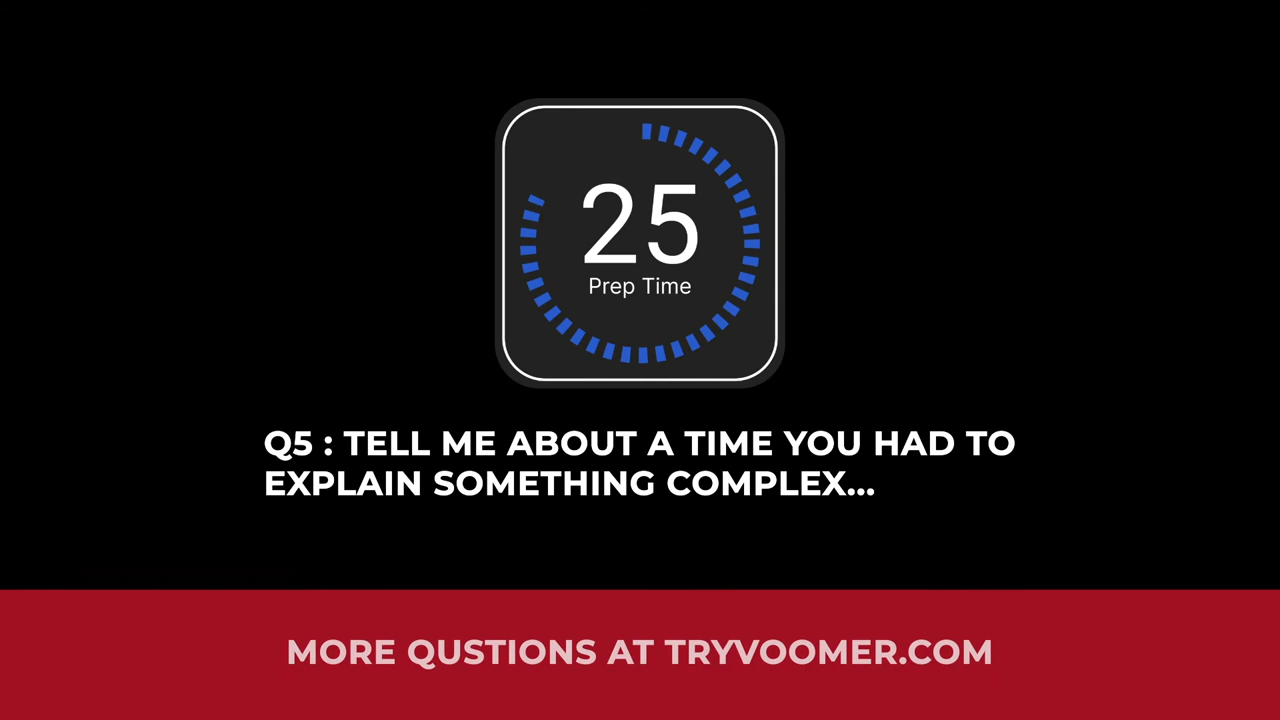 25
Prep Time
Q5 : TELL ME ABOUT A TIME YOU HAD TO
EXPLAIN SOMETHING COMPLEX...
MORE QUSTIONS AT TRYVOOMER.COM